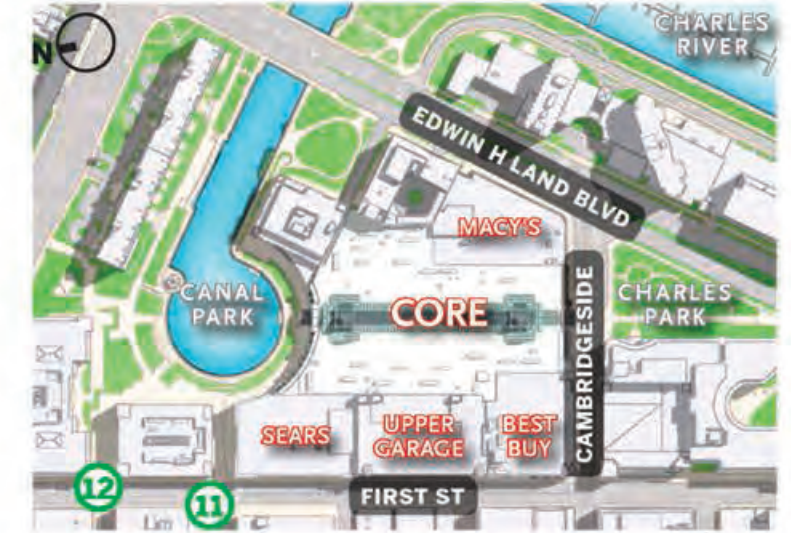 CHARLES
RIVER
N
EDWIN H LAND BLVD
MACY'S
CANAL
PARK
CORE
CAMBRIDGESIDE
CHARLES
PARK
SEARS
UPPER
GARAGE
BEST
BUY
12
11
FIRST ST